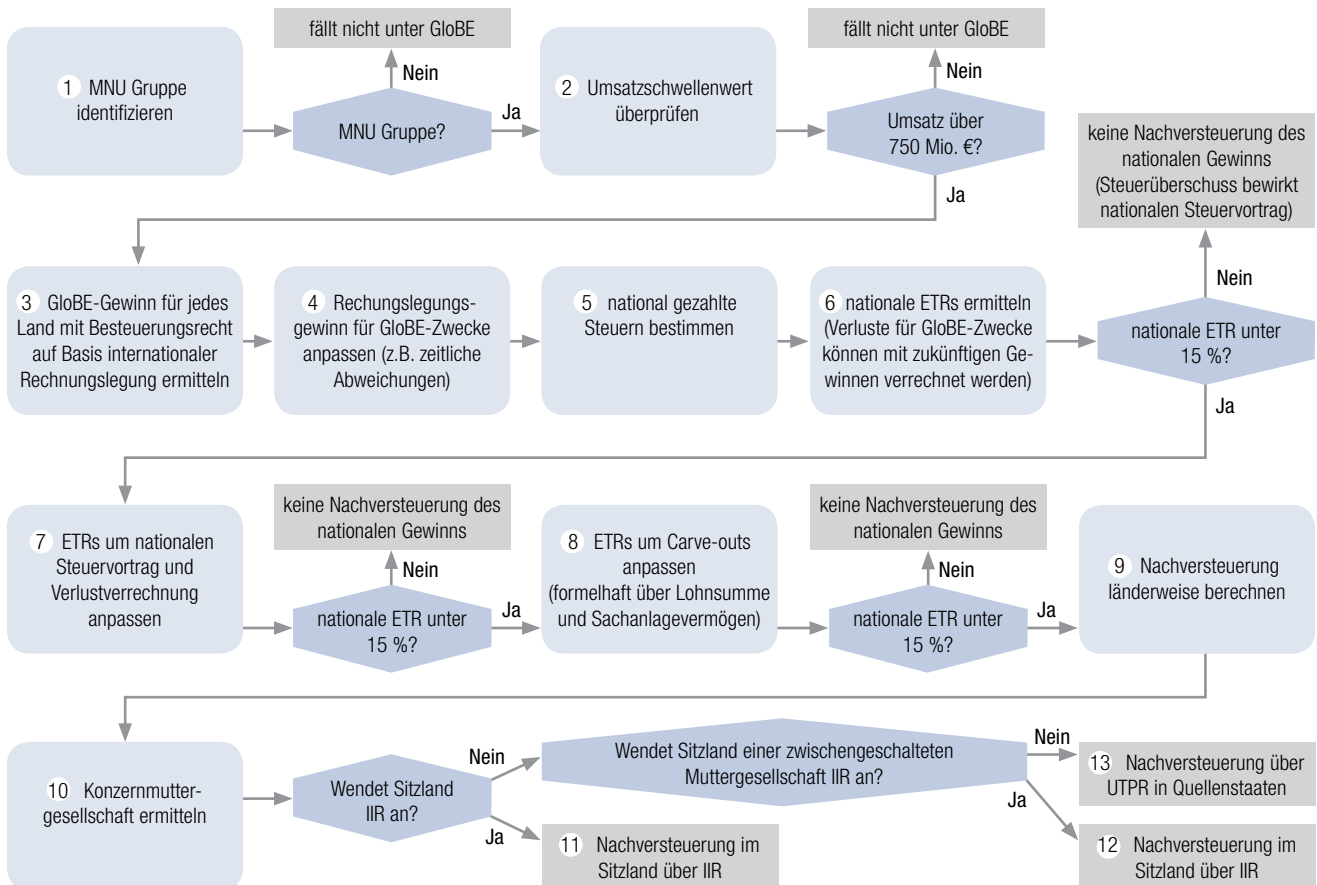 fällt nicht unter GloBE
fällt nicht unter GloBE
1 MNU Gruppe
identifizieren
Nein
MNU Gruppe?
Ja
2 Umsatzschwellenwert
überprüfen
Nein
Umsatz über
750 Mio. €?
Ja
keine Nachversteuerung des
nationalen Gewinns
(Steuerüberschuss bewirkt
nationalen Steuervortrag)
3 GloBE-Gewinn für jedes
Land mit Besteuerungsrecht
auf Basis internationaler
Rechnungslegung ermitteln
4 Rechungslegungs-
gewinn für GloBE-Zwecke
anpassen (z.B. zeitliche
Abweichungen)
5 national gezahlte
Steuern bestimmen
6 nationale ETRs ermitteln
(Verluste für GloBE-Zwecke
können mit zukünftigen Ge-
winnen verrechnet werden)
Nein
nationale ETR unter
15 %?
Ja
7 ETRs um nationalen
Steuervortrag und
Verlustverrechnung
anpassen
keine Nachversteuerung des
nationalen Gewinns
Nein
nationale ETR unter
15 %?
Ja
8 ETRs um Carve-outs
anpassen
(formelhaft über Lohnsumme
und Sachanlagevermögen)
keine Nachversteuerung des
nationalen Gewinns
Nein
nationale ETR unter
15 %?
Ja
9 Nachversteuerung
länderweise berechnen
10 Konzernmutter-
gesellschaft ermitteln
Wendet Sitzland
IIR an?
Nein
Ja
11 Nachversteuerung im
Sitzland über IIR
Wendet Sitzland einer zwischengeschalteten
Muttergesellschaft IIR an?
Nein
13 Nachversteuerung über
UTPR in Quellenstaaten
Ja
12 Nachversteuerung im
Sitzland über IIR